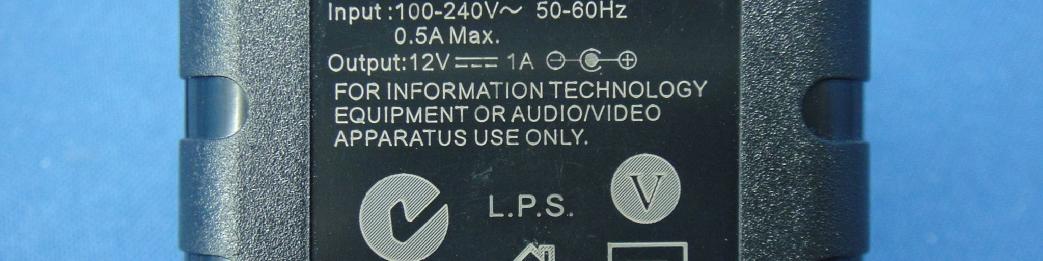 Input :100-240V～ 50-60Hz
0.5A Max.
Output:12V⎓ 1A ⊖ ⊕
FOR INFORMATION TECHNOLOGY
EQUIPMENT OR AUDIO/VIDEO
APPARATUS USE ONLY.
L.P.S.
V